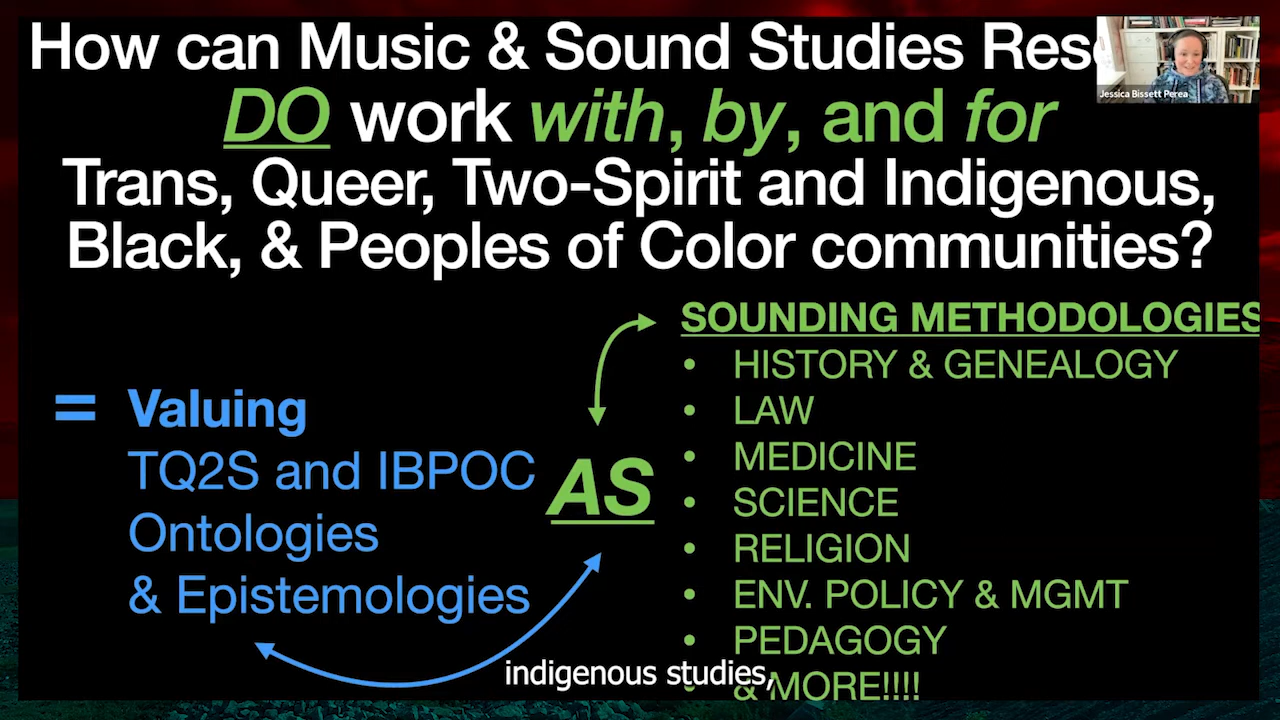 How can Music & Sound Studies
DO work with, by, and for
Trans, Queer, Two-Spirit and Indigenous,
Black, & Peoples of Color communities?
Jessica Bissett Perea
= Valuing
TQ2S and IBPOC
Ontologies
& Epistemologies
AS
SOUNDING METHODOLOGIES
• HISTORY & GENEALOGY
• LAW
• MEDICINE
• SCIENCE
• RELIGION
• ENV. POLICY & MGMT
• PEDAGOGY
• & MORE!!!!
indigenous studies,